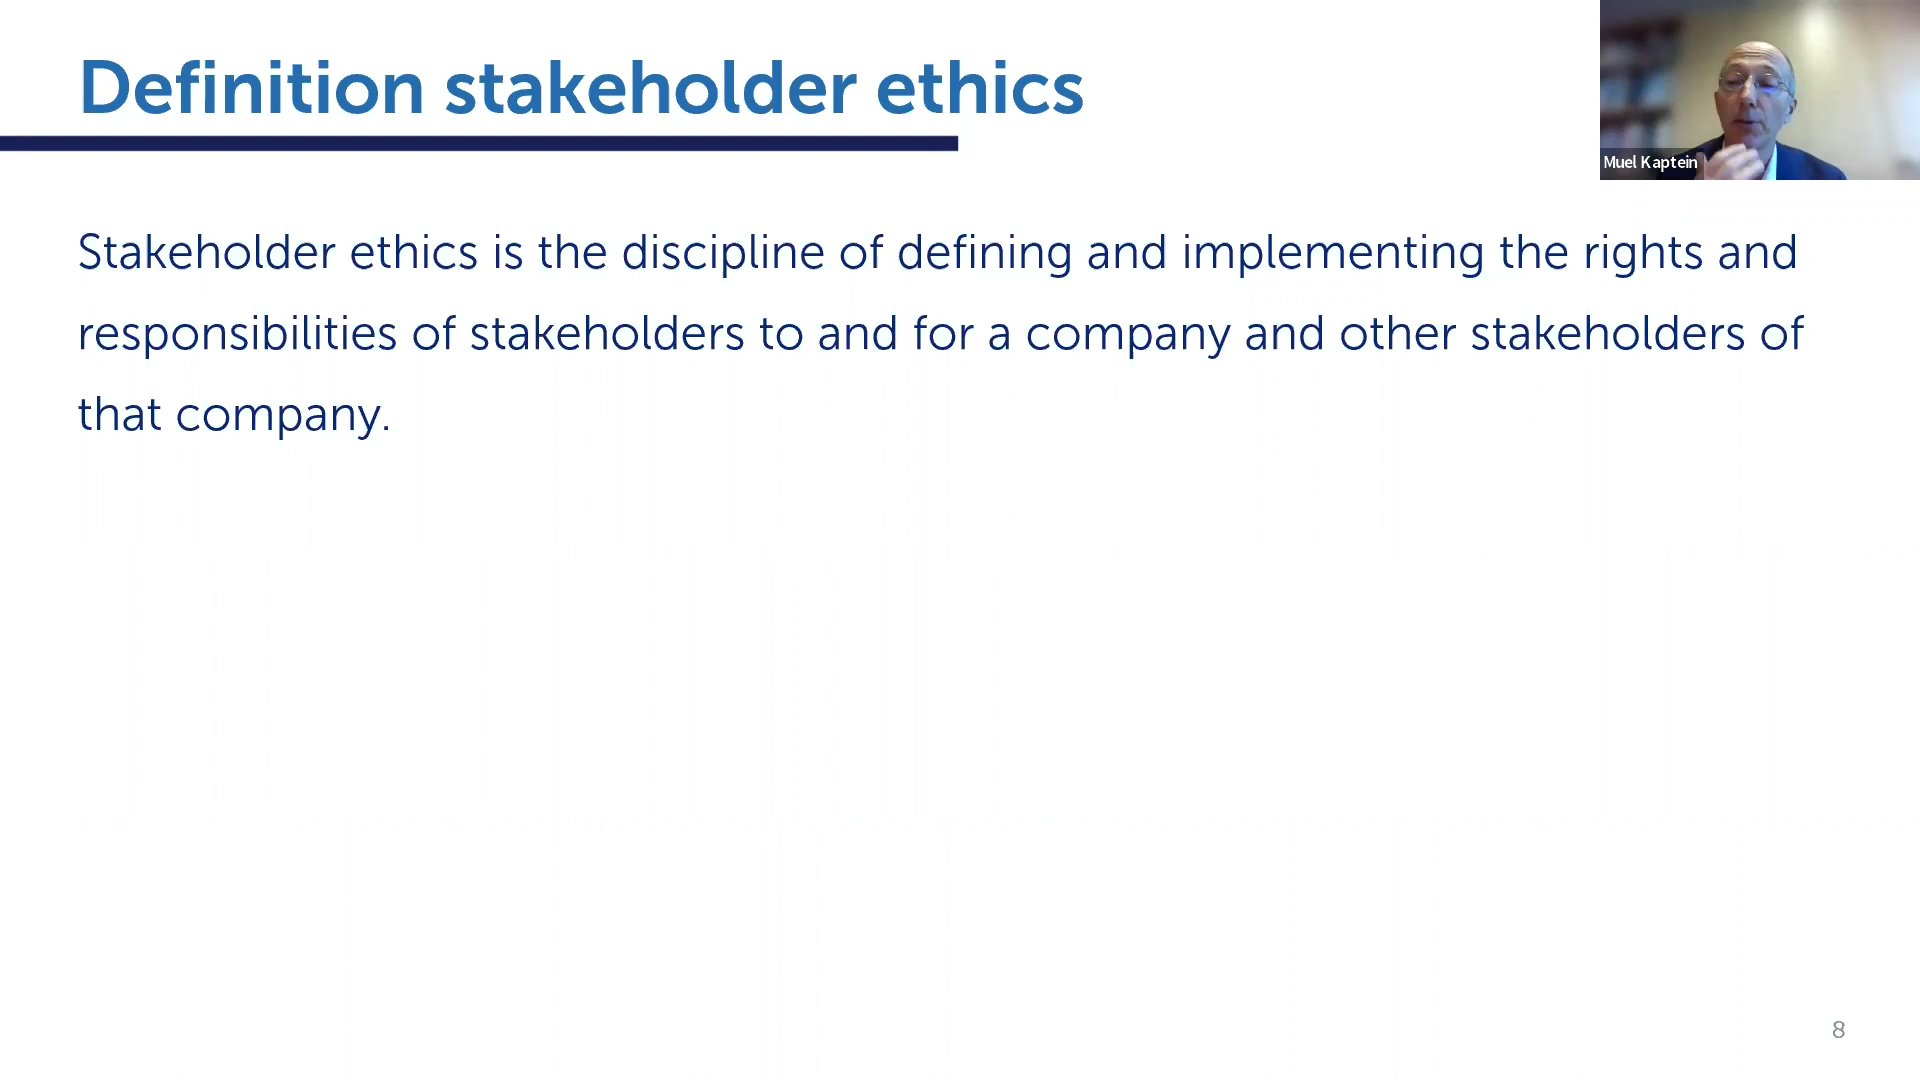 Definition stakeholder ethics
Muel Kaptein
Stakeholder ethics is the discipline of defining and implementing the rights and
responsibilities of stakeholders to and for a company and other stakeholders of
that company.
8